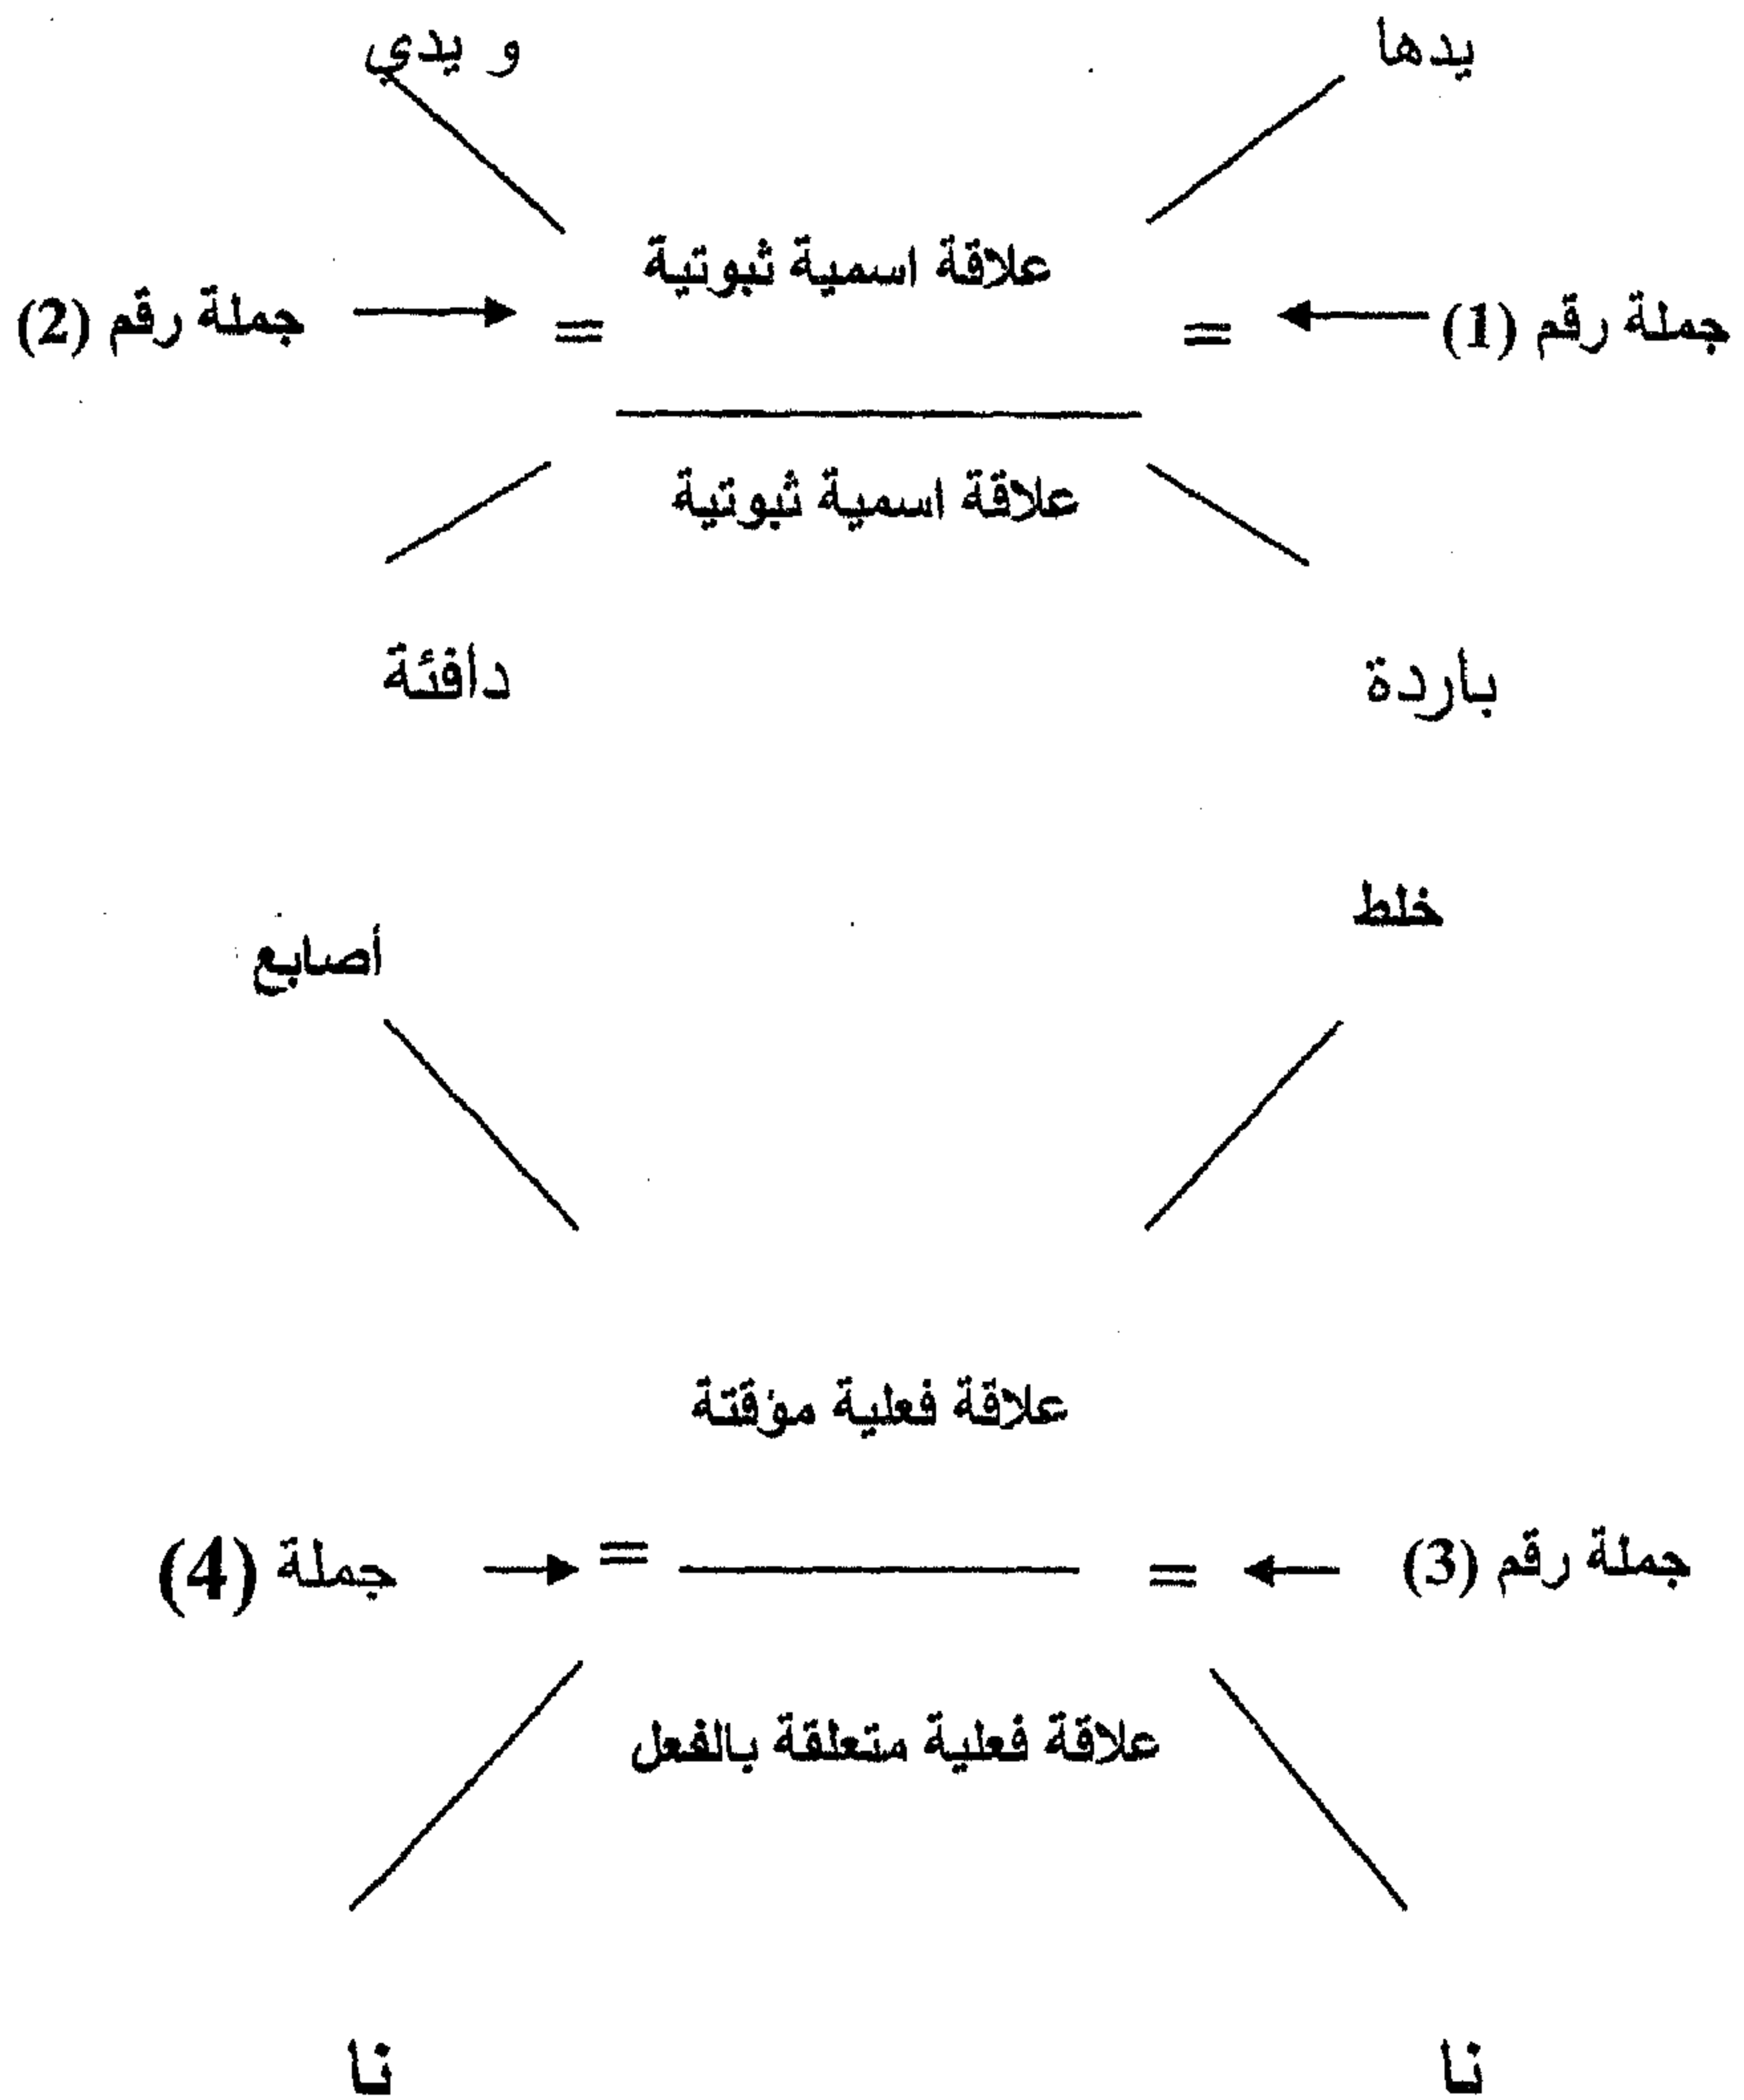 يدها
و يدي
علاقة اسمية ثبوتية
جملة رقم (1)
=
=
جملة رقم (2)
علاقة اسمية ثبوتية
باردة
دافئة
خلط
أصابع
علاقة فعلية مؤقتة
جملة رقم (3)
=
=
جملة (4)
علاقة فعلية متعلقة بالفعل
نا
نا